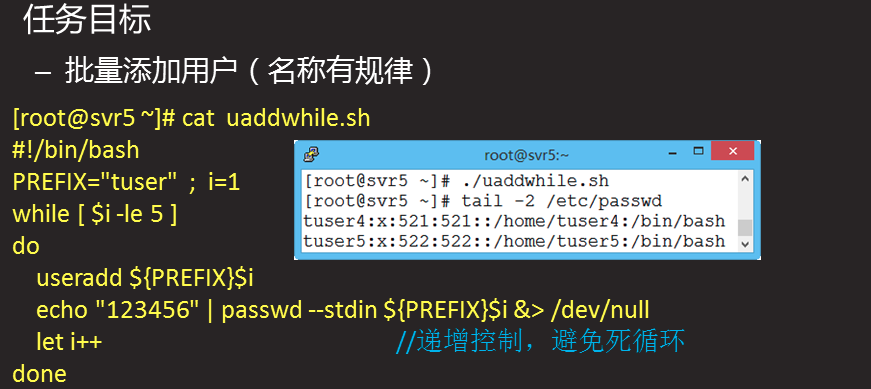 任务目标
– 批量添加用户（名称有规律）
[root@svr5 ~]# cat uaddwhile.sh
#!/bin/bash
PREFIX="tuser" ; i=1
while [ $i -le 5 ]
do
useradd ${PREFIX}$i
echo "123456" | passwd --stdin ${PREFIX}$i &> /dev/null
let i++ //递增控制，避免死循环
done
root@svr5:~
[root@svr5 ~]# ./uaddwhile.sh
[root@svr5 ~]# tail -2 /etc/passwd
tuser4:x:521:521::/home/tuser4:/bin/bash
tuser5:x:522:522::/home/tuser5:/bin/bash